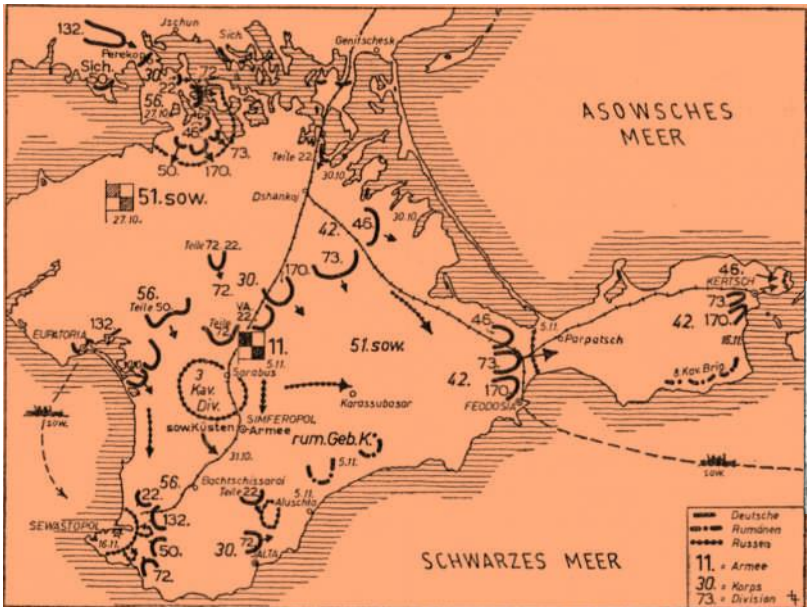 132.
Jschun
Sich.
Genitschesk
Perekop
Sich.
50.
30.
22.
72.
56.
27.10.
46.
73.
50.
170.
Teile 22.
30.10.
30.10.
ASOWSCHES
MEER
51.sow.
27.10.
Dshankoj
42.
46.
73.
Teile 72. 22.
72.
30.
170.
VA.
22.
Teile
72.
56.
Teile 50.
EUPATORIA
132.
11.
5.11.
51.sow.
46.
73.
170.
42.
5.11.
Parpatsch
FEODOSIA
46.
KERTSCH
73.
170.
42.
16.11.
8.Kav.Brig.
3
Kav.
Div.
Sarabus
Karassubasar
SIMFEROPOL
sow.Küsten
Armee
31.10.
rum.Geb.K.
5.11.
sow.
sow.
56.
Bachtschissarai
Teile 22.
5.11.
Aluschta
22.
SEWASTOPOL
16.11.
132.
50.
72.
30.
72.
JALTA
SCHWARZES MEER
Deutsche
Rumänen
Russen
11. = Armee
30. = Korps
73. = Division